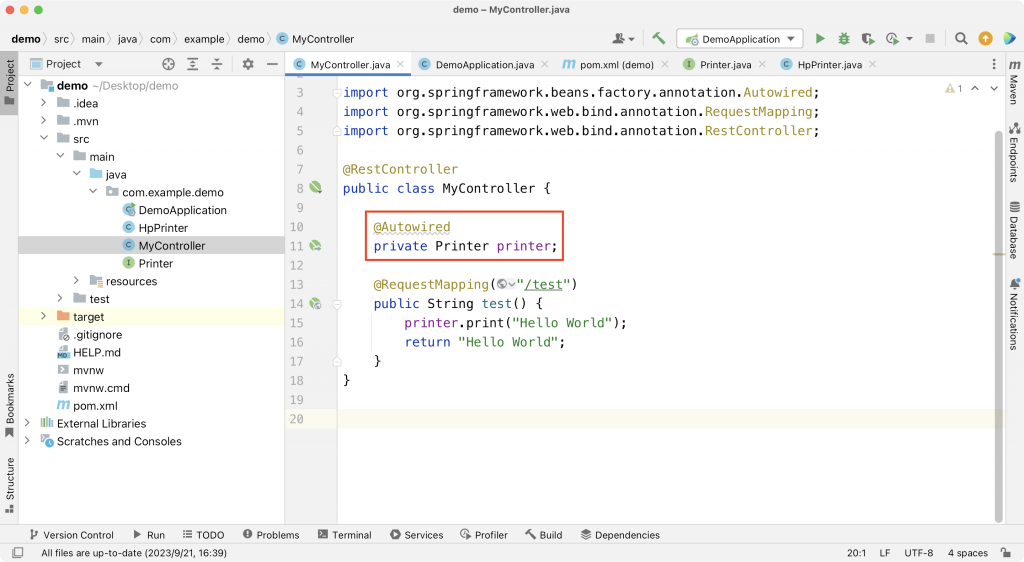 demo – MyController.java
demo src main java com example demo MyController
DemoApplication
Project
MyController.java
DemoApplication.java
pom.xml (demo)
Printer.java
HpPrinter.java
Project
Bookmarks
Structure
demo ~/Desktop/demo
.idea
.mvn
src
main
java
com.example.demo
DemoApplication
HpPrinter
MyController
Printer
resources
test
target
.gitignore
HELP.md
mvnw
mvnw.cmd
pom.xml
External Libraries
Scratches and Consoles
1
3 import org.springframework.beans.factory.annotation.Autowired;
4 import org.springframework.web.bind.annotation.RequestMapping;
5 import org.springframework.web.bind.annotation.RestController;
6
7 @RestController
8 public class MyController {
9
10 @Autowired
11 private Printer printer;
12
13 @RequestMapping("/test")
14 public String test() {
15 printer.print("Hello World");
16 return "Hello World";
17 }
18 }
19
20
Maven
Endpoints
Database
Notifications
Version Control Run TODO Problems Terminal Services Profiler Build Dependencies
All files are up-to-date (2023/9/21, 16:39)
20:1 LF UTF-8 4 spaces